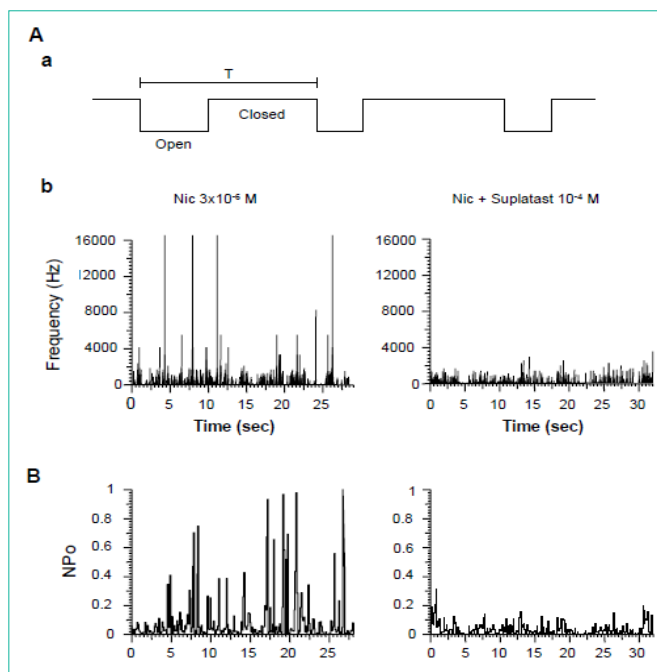 A
a
T
Closed
Open
b
Nic 3x10⁻⁶ M
Nic + Suplatast 10⁻⁴ M
Frequency (Hz)
16000
12000
8000
4000
0
0 5 10 15 20 25
Time (sec)
16000
12000
8000
4000
0
0 5 10 15 20 25 30
Time (sec)
B
NPo
1
0.8
0.6
0.4
0.2
0
0 5 10 15 20 25
1
0.8
0.6
0.4
0.2
0
0 5 10 15 20 25 30